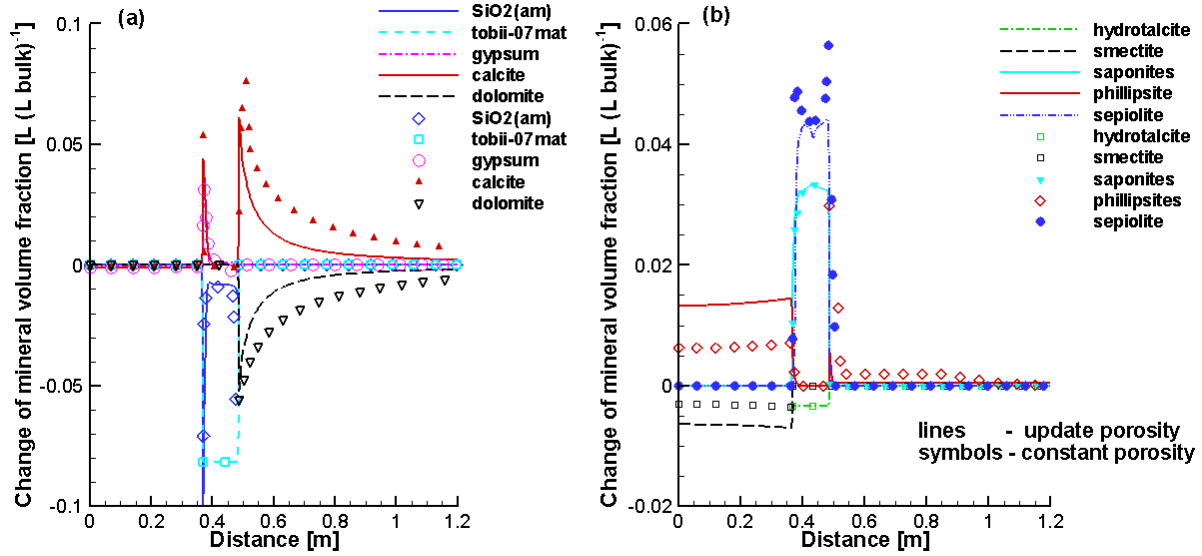 (a)
Change of mineral volume fraction [L (L bulk)⁻¹]
0.1
0.05
0
-0.05
-0.1
0
0.2
0.4
0.6
0.8
1
1.2
Distance [m]
SiO2(am)
tobii-07mat
gypsum
calcite
dolomite
SiO2(am)
tobii-07mat
gypsum
calcite
dolomite
(b)
Change of mineral volume fraction [L (L bulk)⁻¹]
0.06
0.04
0.02
0
-0.02
0
0.2
0.4
0.6
0.8
1
1.2
Distance [m]
hydrotalcite
smectite
saponites
phillipsite
sepiolite
hydrotalcite
smectite
saponites
phillipsites
sepiolite
lines - update porosity
symbols - constant porosity